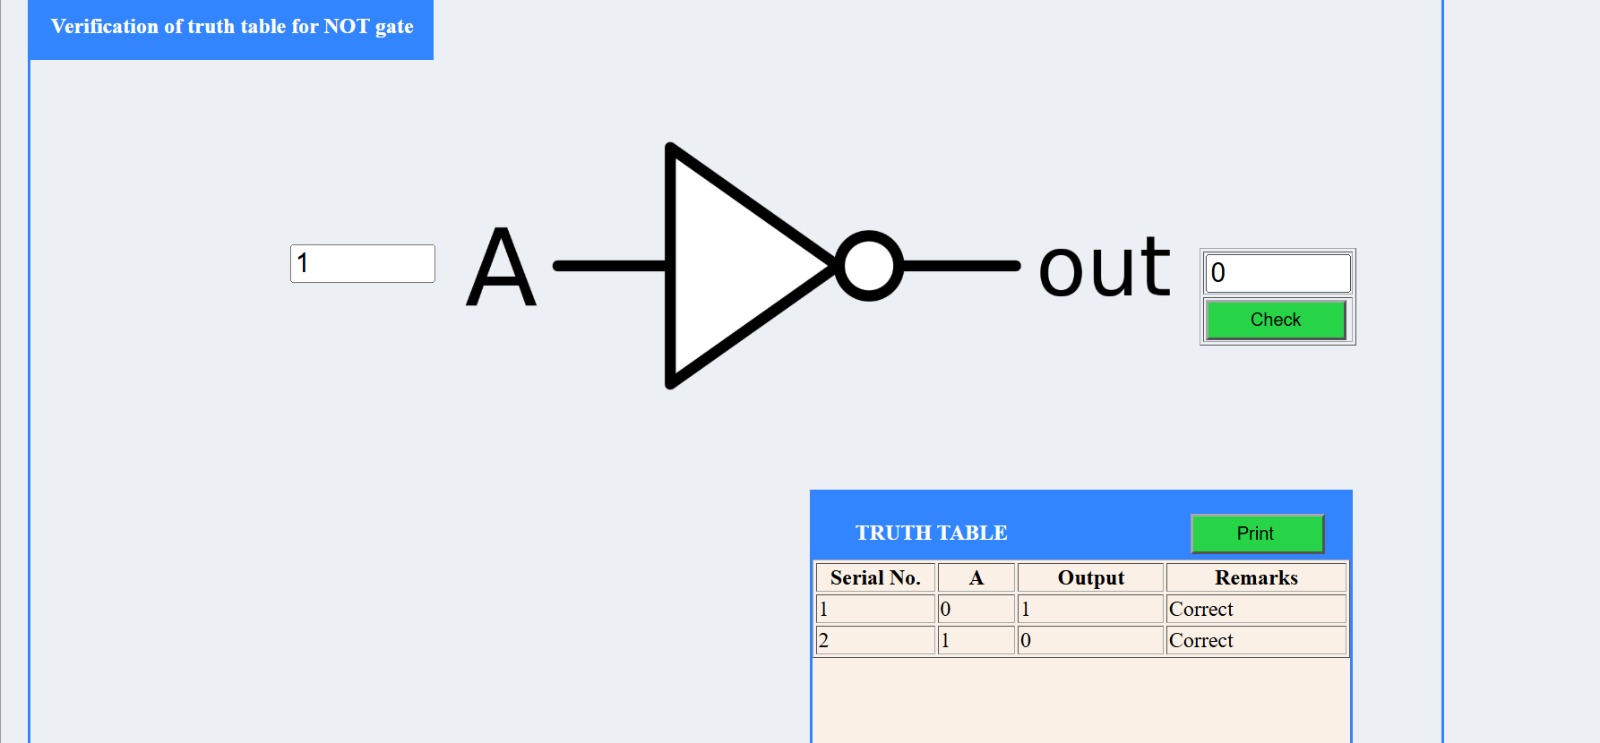 Verification of truth table for NOT gate
1
A
out
0
Check
TRUTH TABLE
Print
Serial No. A Output Remarks
1 0 1 Correct
2 1 0 Correct